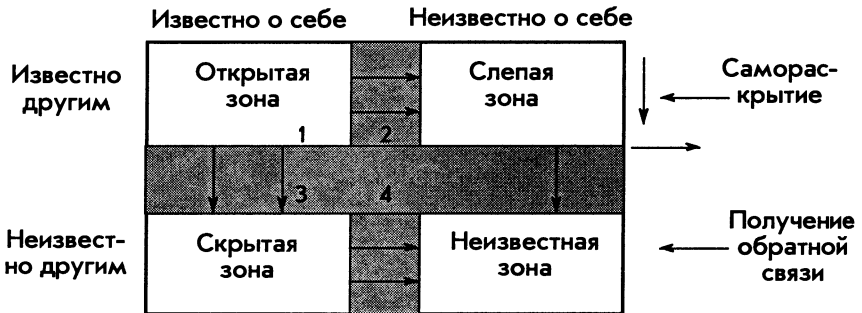 Известно о себе
Неизвестно о себе
Известно
другим
Открытая
зона
Слепая
зона
Саморас-
крытие
1
2
3
4
Неизвест-
но другим
Скрытая
зона
Неизвестная
зона
Получение
обратной
связи